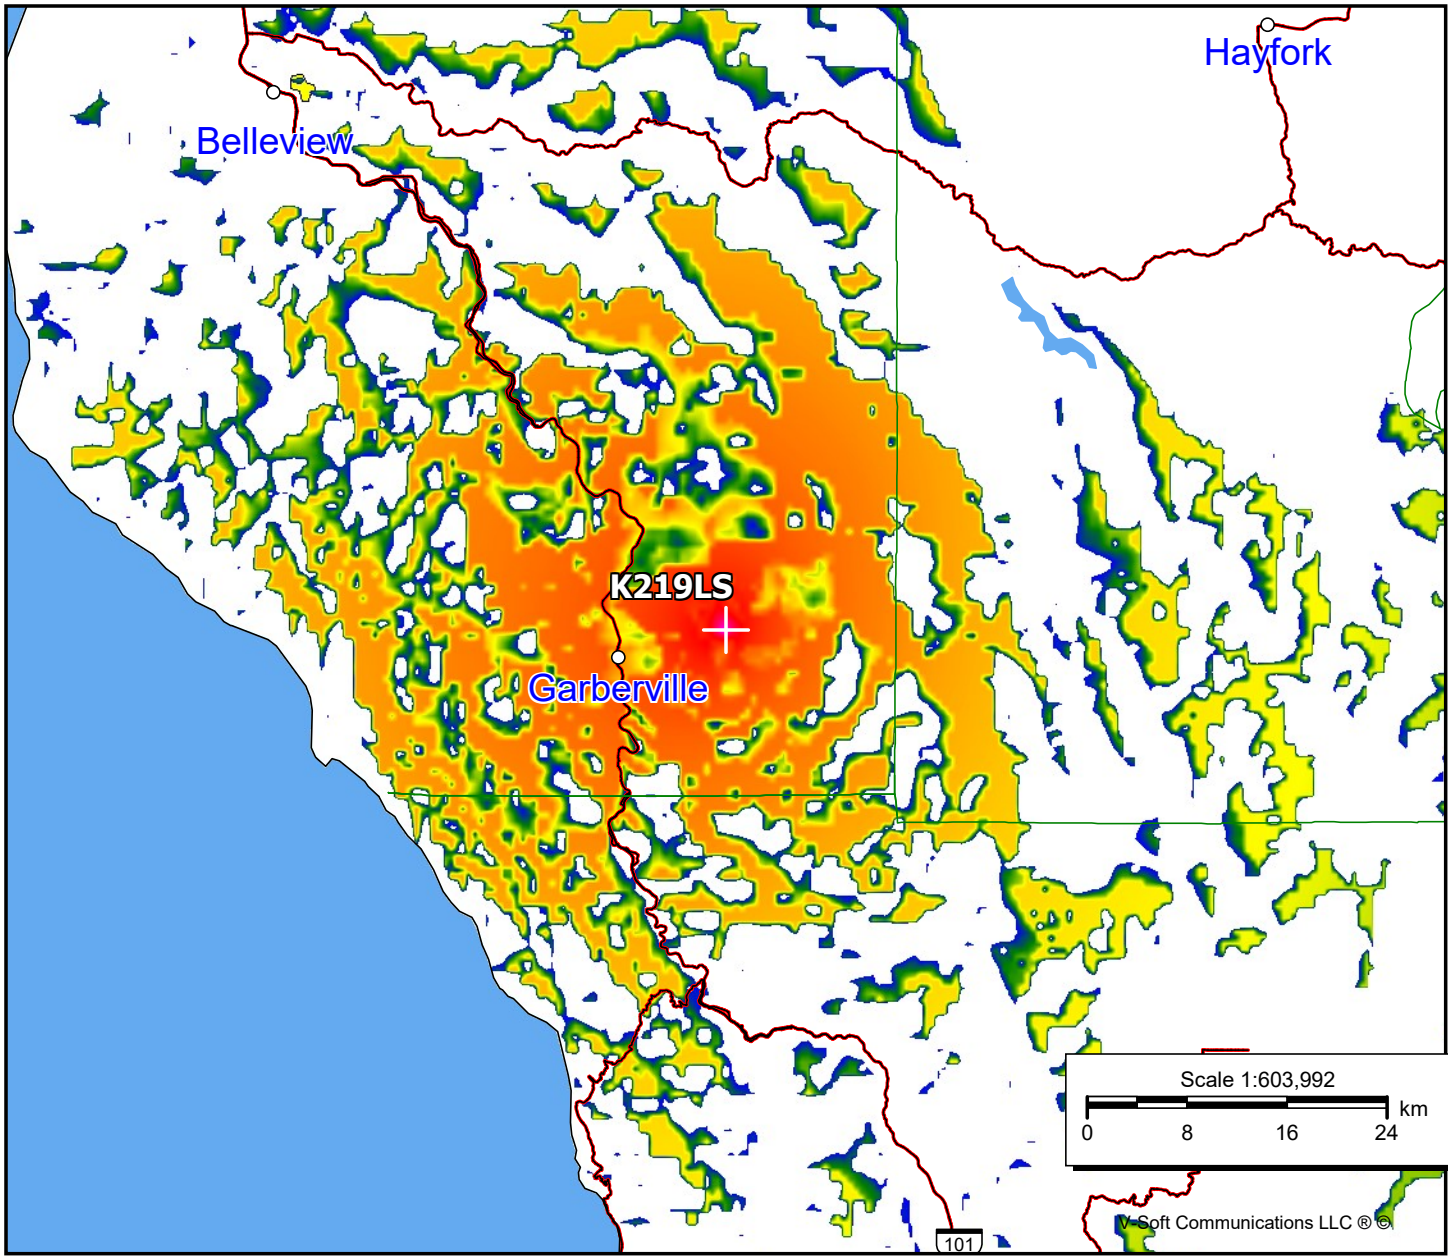 Hayfork
Belleview
K219LS
Garberville
Scale 1:603,992
km
0 8 16 24
V-Soft Communications LLC ® ©
101